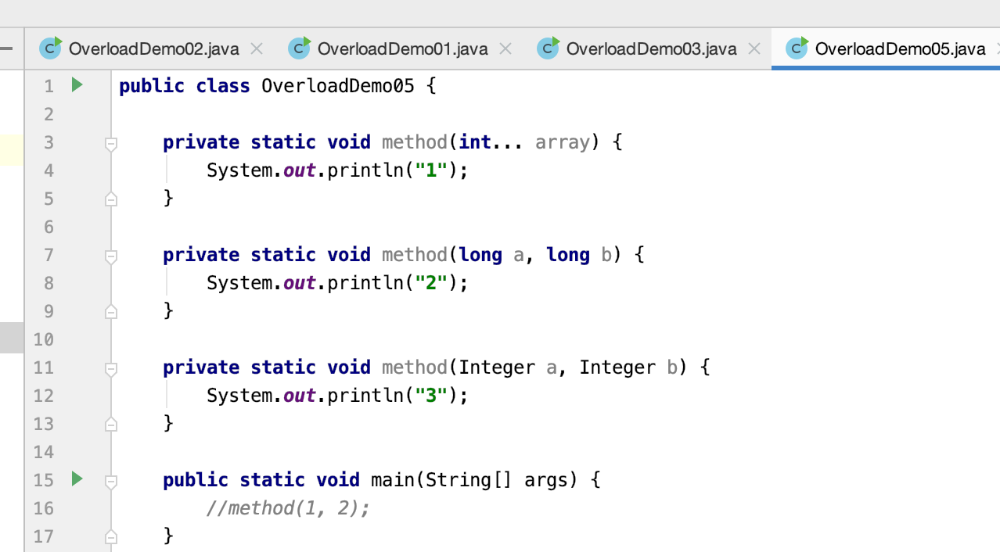 OverloadDemo02.java OverloadDemo01.java OverloadDemo03.java OverloadDemo05.java
1 public class OverloadDemo05 {
2
3     private static void method(int... array) {
4         System.out.println("1");
5     }
6
7     private static void method(long a, long b) {
8         System.out.println("2");
9     }
10
11     private static void method(Integer a, Integer b) {
12         System.out.println("3");
13     }
14
15     public static void main(String[] args) {
16         //method(1, 2);
17     }